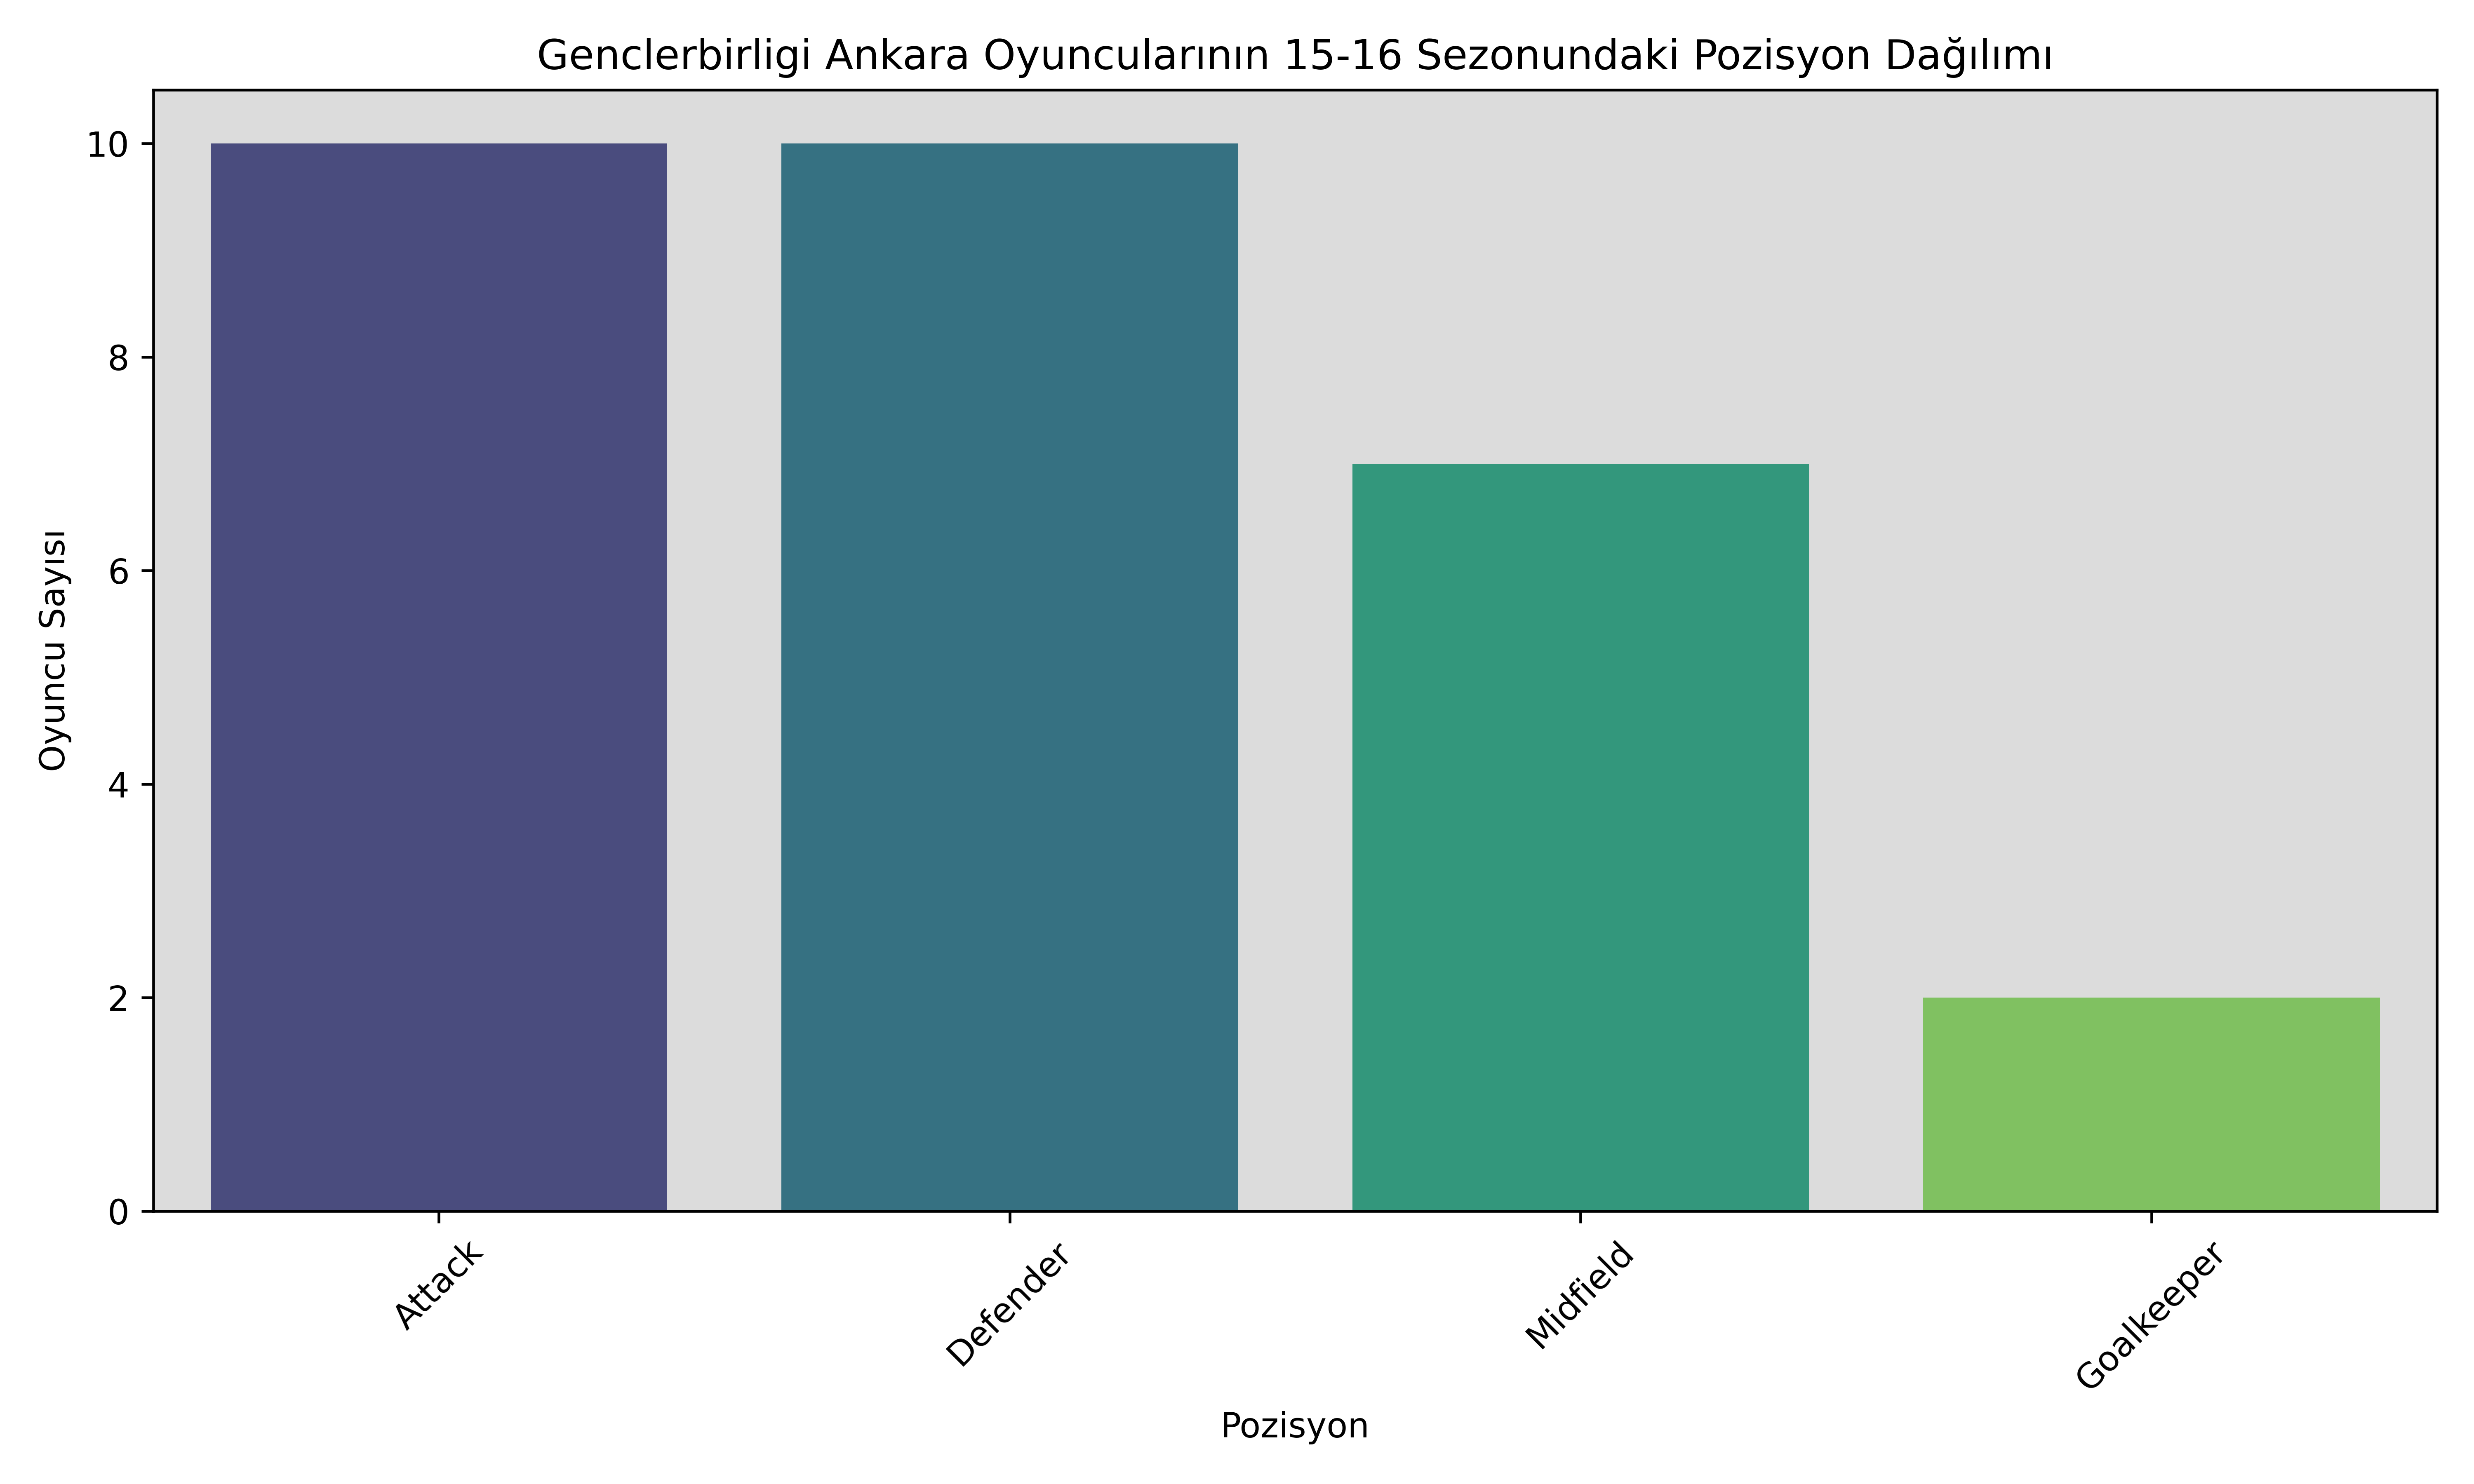 Genclerbirligi Ankara Oyuncularının 15-16 Sezonundaki Pozisyon Dağılımı
Oyuncu Sayısı
10
8
6
4
2
0
Attack
Defender
Midfield
Goalkeeper
Pozisyon